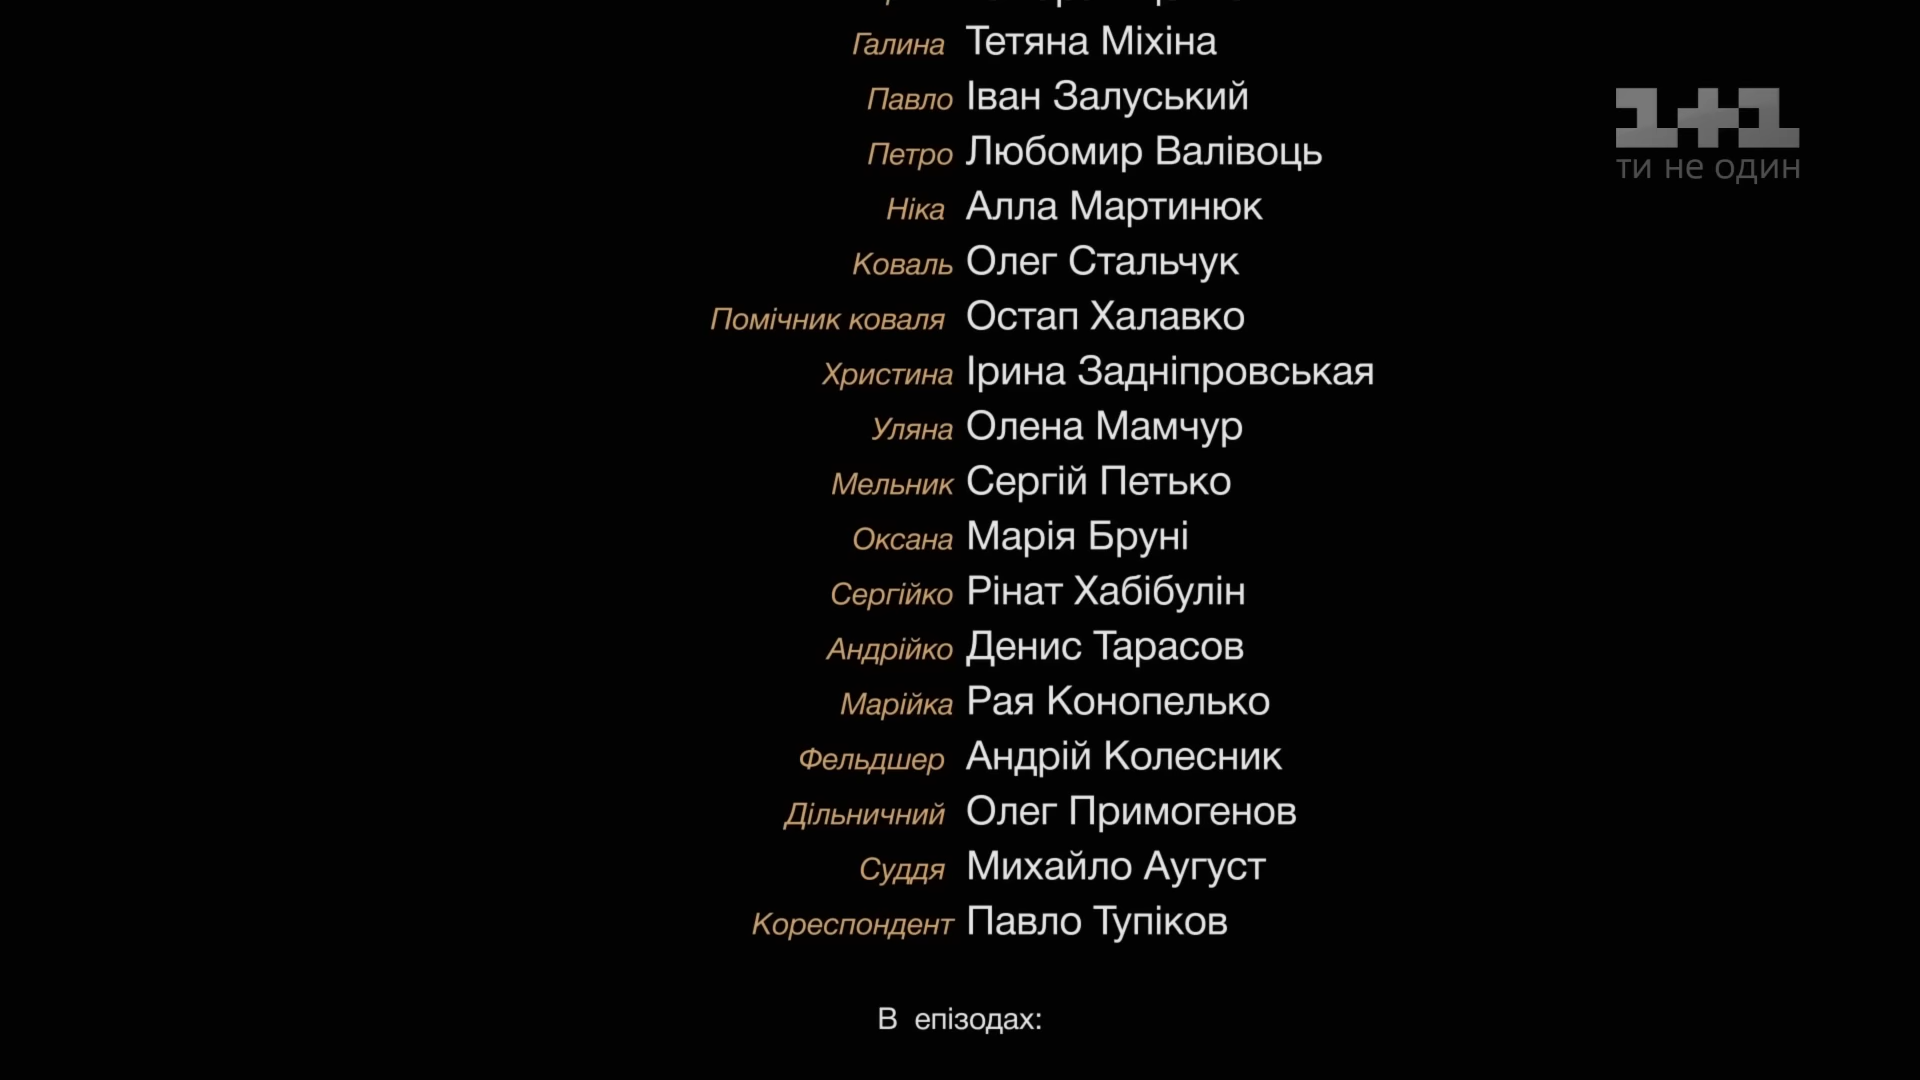 Галина Тетяна Міхіна
Павло Іван Залуський
Петро Любомир Валівоць
Ніка Алла Мартинюк
Коваль Олег Стальчук
Помічник коваля Остап Халавко
Христина Ірина Задніпровськая
Уляна Олена Мамчур
Мельник Сергій Петько
Оксана Марія Бруні
Сергійко Рінат Хабібулін
Андрійко Денис Тарасов
Марійка Рая Конопелько
Фельдшер Андрій Колесник
Дільничний Олег Примогенов
Суддя Михайло Аугуст
Кореспондент Павло Тупіков
В епізодах:
1+1
ти не один